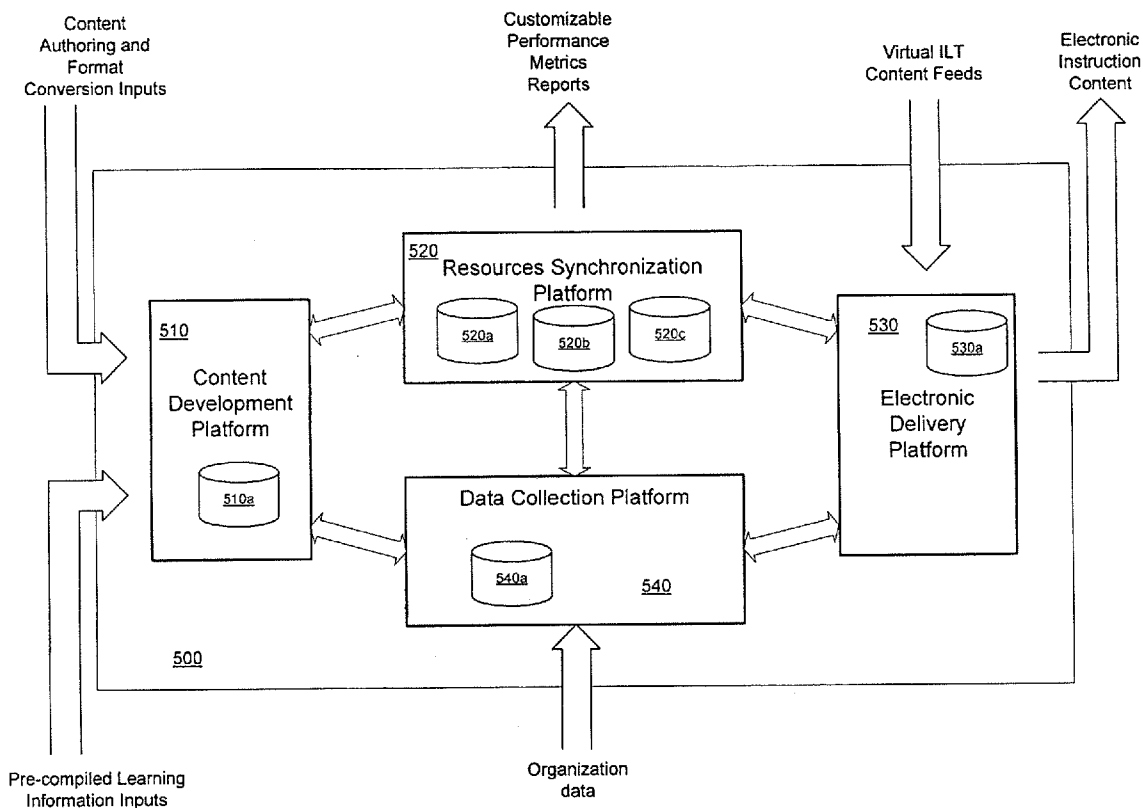 Content
Authoring and
Format
Conversion Inputs
Customizable
Performance
Metrics
Reports
Virtual ILT
Content Feeds
Electronic
Instruction
Content
520
Resources Synchronization
Platform
520a
520b
520c
510
Content
Development
Platform
510a
530
530a
Electronic
Delivery
Platform
Data Collection Platform
540a
540
500
Pre-compiled Learning
Information Inputs
Organization
data